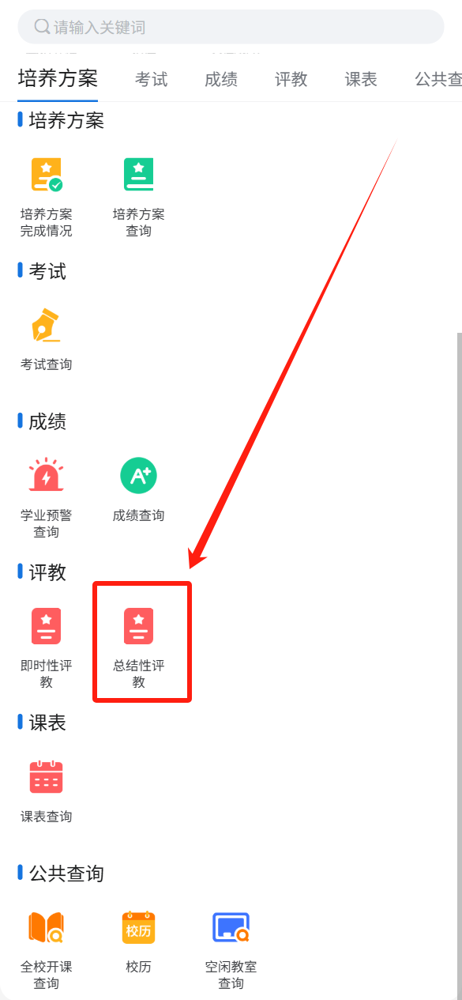 请输入关键词
培养方案 考试 成绩 评教 课表 公共查
培养方案
培养方案
完成情况
培养方案
查询
考试
考试查询
成绩
学业预警
查询
A+
成绩查询
评教
即时性评
教
总结性评
教
课表
课表查询
公共查询
全校开课
查询
校历
校历
空闲教室
查询